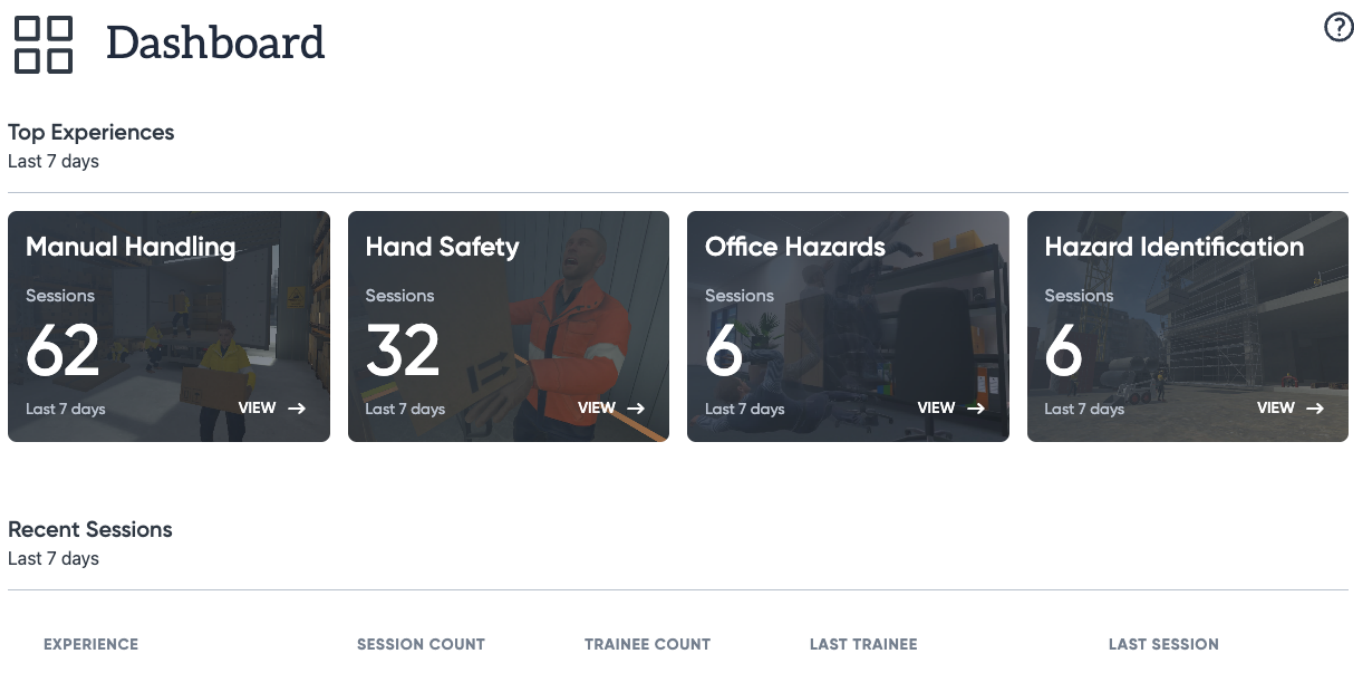 Dashboard
Top Experiences
Last 7 days
Manual Handling
Sessions
62
Last 7 days
VIEW
Hand Safety
Sessions
32
Last 7 days
VIEW
Office Hazards
Sessions
6
Last 7 days
VIEW
Hazard Identification
Sessions
6
Last 7 days
VIEW
Recent Sessions
Last 7 days
EXPERIENCE SESSION COUNT TRAINEE COUNT LAST TRAINEE LAST SESSION